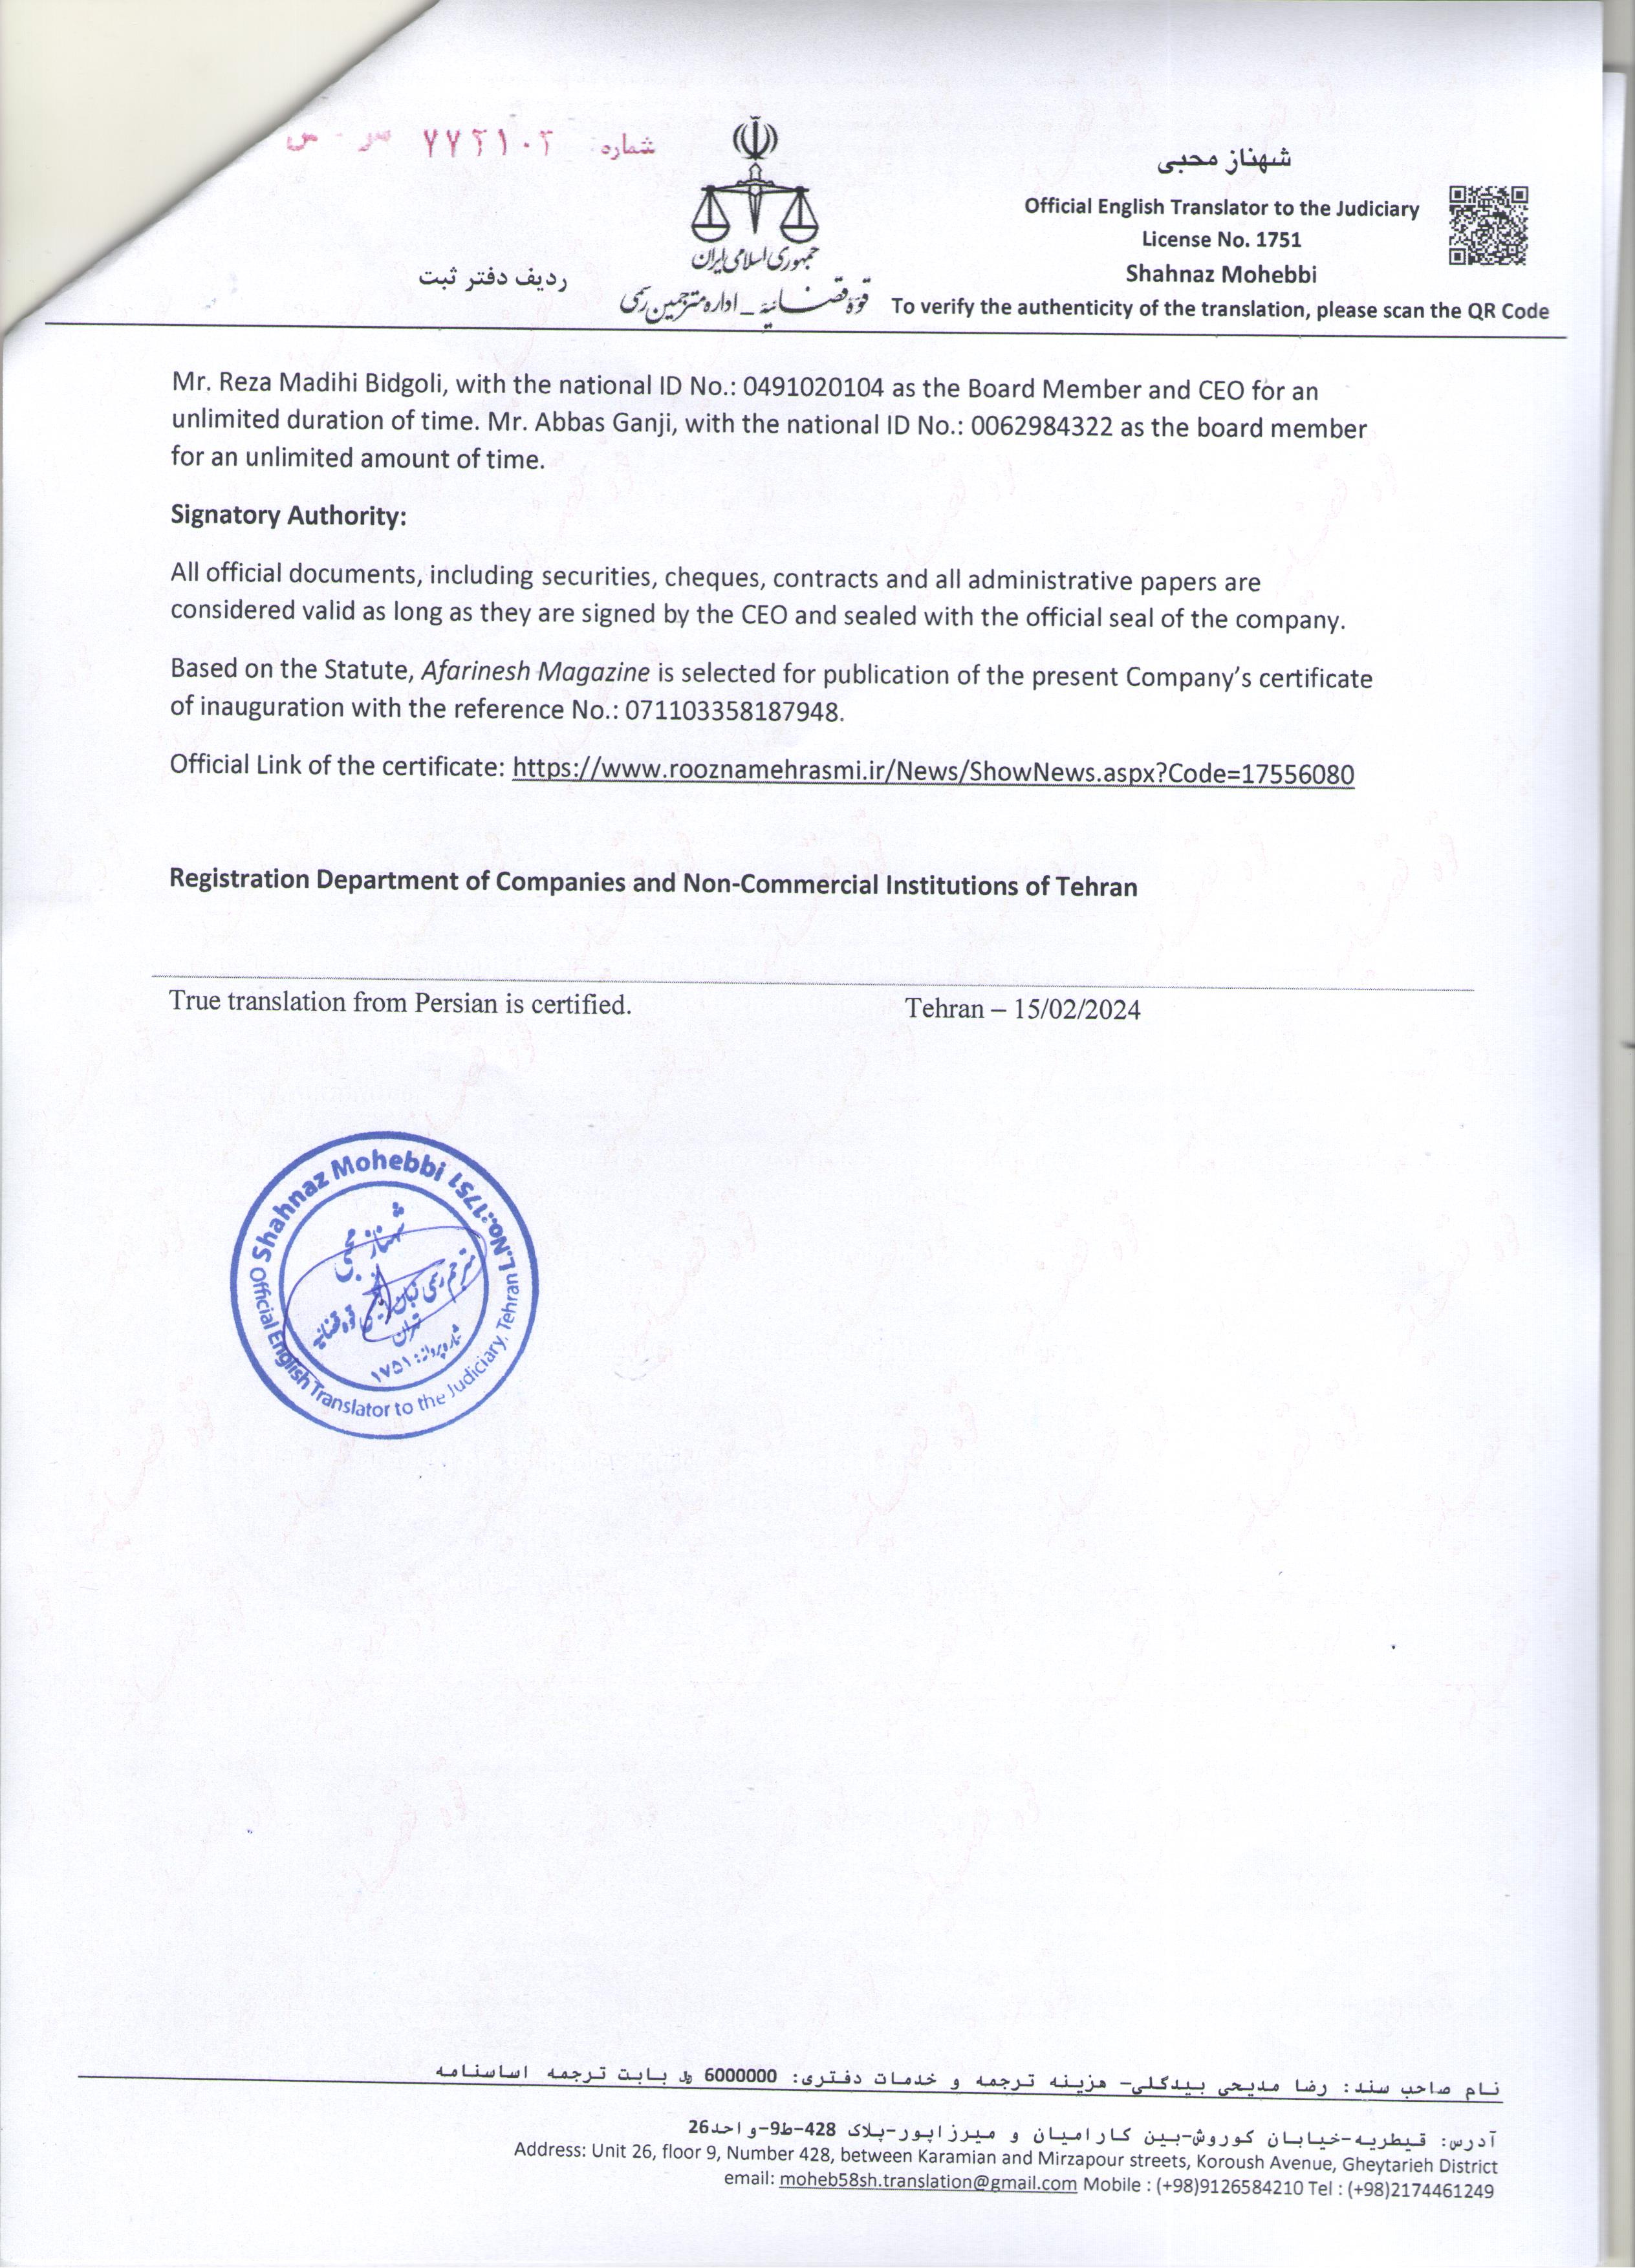 شماره:
شهناز محبی
Official English Translator to the Judiciary
License No. 1751
Shahnaz Mohebbi
To verify the authenticity of the translation, please scan the QR Code
جمهوری اسلامی ایران
قوه قضائیه – اداره مترجمین رسمی
ردیف دفتر ثبت
Mr. Reza Madihi Bidgoli, with the national ID No.: 0491020104 as the Board Member and CEO for an
unlimited duration of time. Mr. Abbas Ganji, with the national ID No.: 0062984322 as the board member
for an unlimited amount of time.
Signatory Authority:
All official documents, including securities, cheques, contracts and all administrative papers are
considered valid as long as they are signed by the CEO and sealed with the official seal of the company.
Based on the Statute, Afarinesh Magazine is selected for publication of the present Company's certificate
of inauguration with the reference No.: 071103358187948.
Official Link of the certificate: https://www.rooznamehrasmi.ir/News/ShowNews.aspx?Code=17556080
Registration Department of Companies and Non-Commercial Institutions of Tehran
True translation from Persian is certified. Tehran – 15/02/2024
Shahnaz Mohebbi L.No.:1751
Official English Translator to the Judiciary, Tehran
شهناز محبی
مترجم رسمی زبان انگلیسی قوه قضائیه
تهران
شماره پروانه: ۱۷۵۱
نام صاحب سند: رضا مدیحی بیدگلی- هزینه ترجمه و خدمات دفتری: 6000000 ﷼ بابت ترجمه اساسنامه
آدرس: قیطریه-خیابان کوروش-بین کارامیان و میرزاپور-پلاک 428-ط9-واحد26
Address: Unit 26, floor 9, Number 428, between Karamian and Mirzapour streets, Koroush Avenue, Gheytarieh District
email: moheb58sh.translation@gmail.com Mobile : (+98)9126584210 Tel : (+98)2174461249